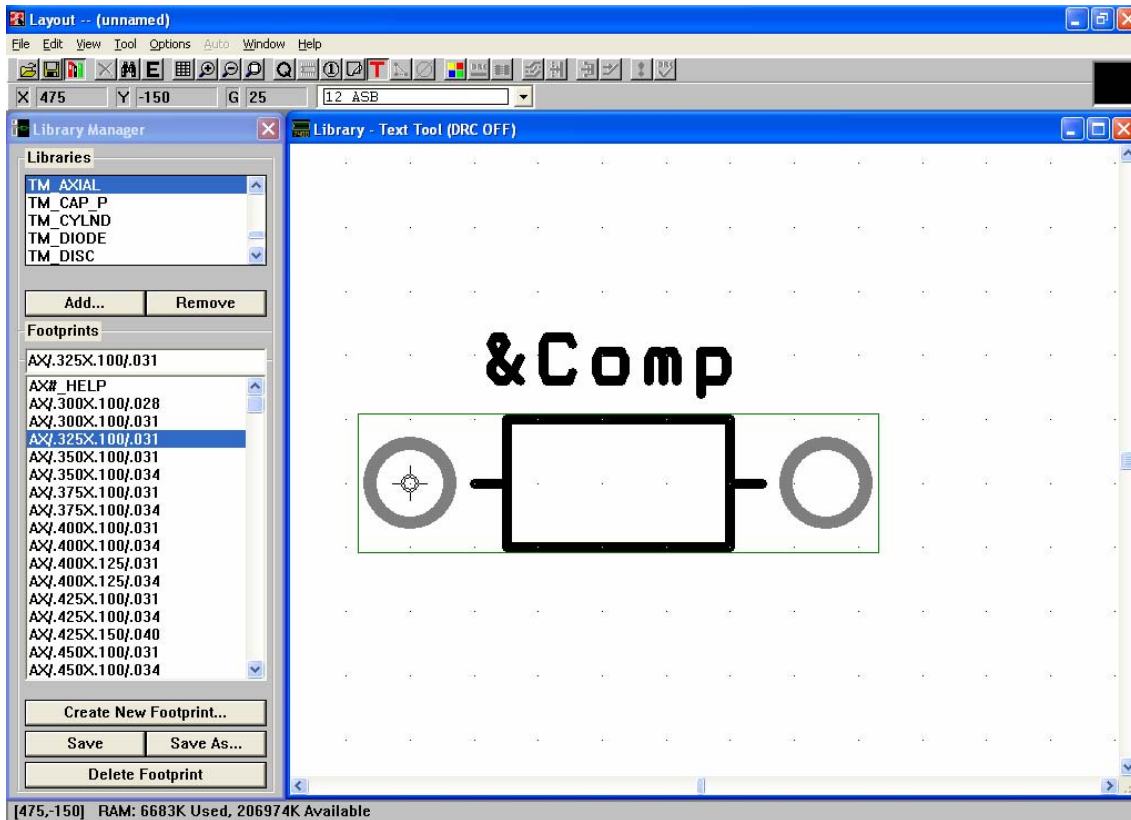 Layout -- (unnamed)
File Edit View Tool Options Auto Window Help
X 475 Y -150 G 25 12 ASB
Library Manager
Libraries
TM_AXIAL
TM_CAP_P
TM_CYLND
TM_DIODE
TM_DISC
Add... Remove
Footprints
AX/.325X.100/.031
AX#_HELP
AX/.300X.100/.028
AX/.300X.100/.031
AX/.325X.100/.031
AX/.350X.100/.031
AX/.350X.100/.034
AX/.375X.100/.031
AX/.375X.100/.034
AX/.400X.100/.031
AX/.400X.100/.034
AX/.400X.125/.031
AX/.400X.125/.034
AX/.425X.100/.031
AX/.425X.100/.034
AX/.425X.150/.040
AX/.450X.100/.031
AX/.450X.100/.034
Create New Footprint...
Save Save As...
Delete Footprint
Library - Text Tool (DRC OFF)
&Comp
[475,-150] RAM: 6683K Used, 206974K Available